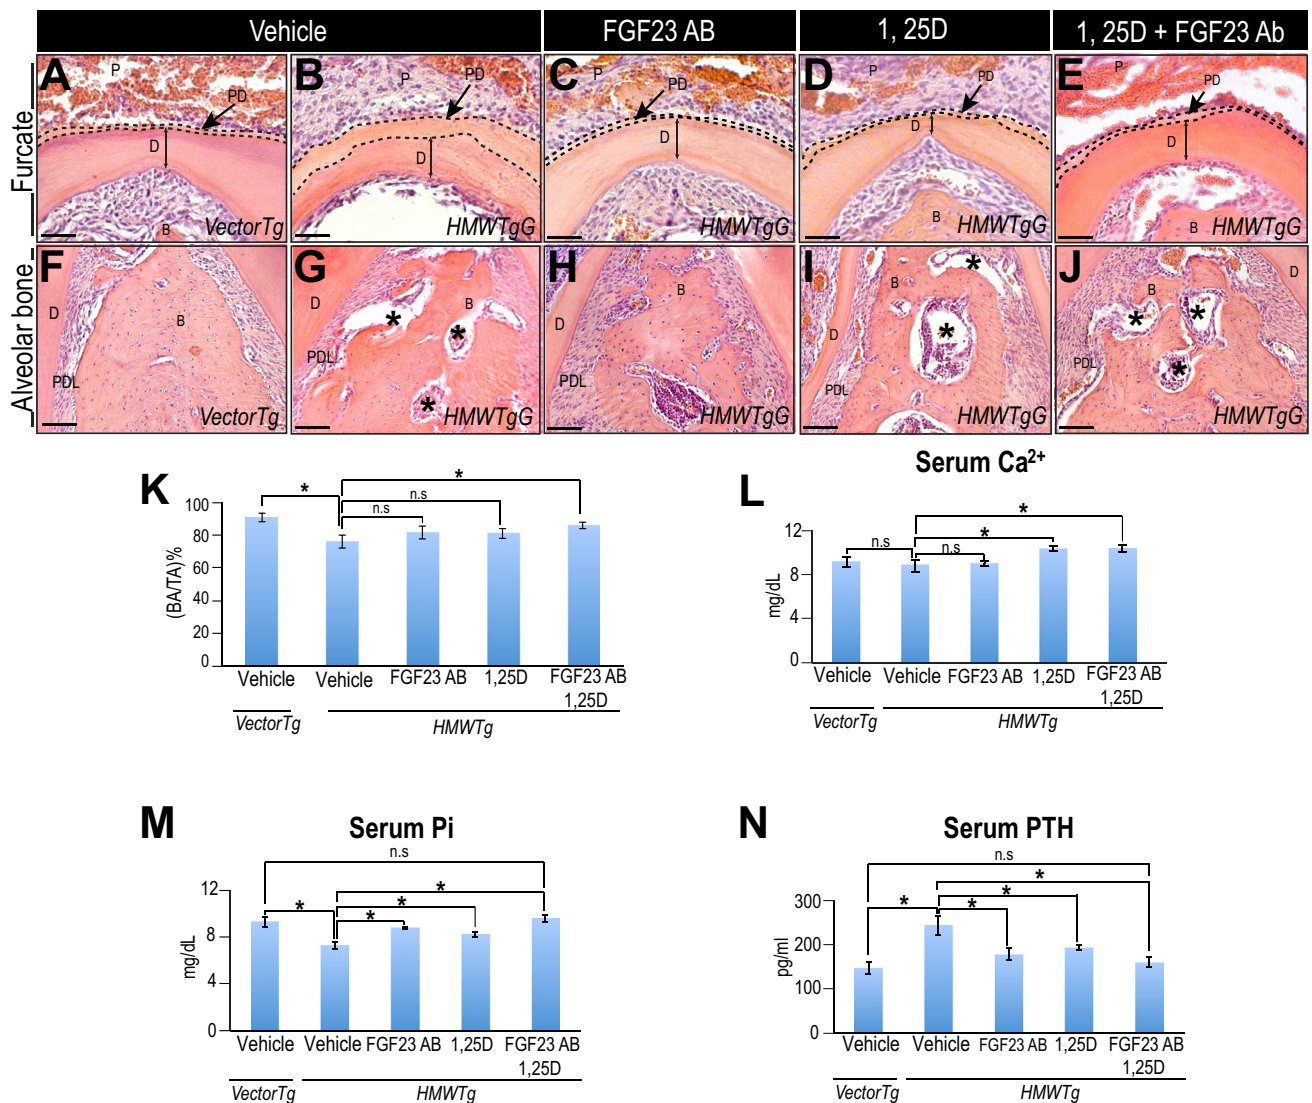 Vehicle FGF23 AB 1, 25D 1, 25D + FGF23 Ab
Furcate
A P PD D B VectorTg
B P PD D HMWTgG
C P PD D HMWTgG
D P PD D B HMWTgG
E P PD D B HMWTgG
Alveolar bone
F D B PDL VectorTg
G D B PDL * * * HMWTgG
H B D PDL HMWTgG
I B D PDL * * HMWTgG
J D B PDL * * * HMWTgG
K
(BA/TA)%
100
80
60
40
20
0
* n.s n.s *
Vehicle Vehicle FGF23 AB 1,25D FGF23 AB
1,25D
VectorTg HMWTg
L
Serum Ca²⁺
mg/dL
12
8
4
0
n.s n.s * *
Vehicle Vehicle FGF23 AB 1,25D FGF23 AB
1,25D
VectorTg HMWTg
M
Serum Pi
n.s
mg/dL
12
8
4
0
* * * *
Vehicle Vehicle FGF23 AB 1,25D FGF23 AB
1,25D
VectorTg HMWTg
N
Serum PTH
n.s
pg/ml
300
200
100
0
* * * *
Vehicle Vehicle FGF23 AB 1,25D FGF23 AB
1,25D
VectorTg HMWTg